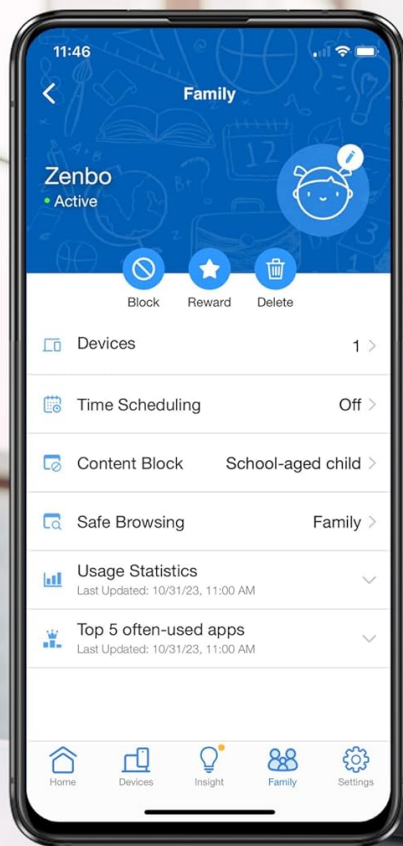 11:46
Family
Zenbo
Active
Block Reward Delete
Devices 1
Time Scheduling Off
Content Block School-aged child
Safe Browsing Family
Usage Statistics
Last Updated: 10/31/23, 11:00 AM
Top 5 often-used apps
Last Updated: 10/31/23, 11:00 AM
Home Devices Insight Family Settings